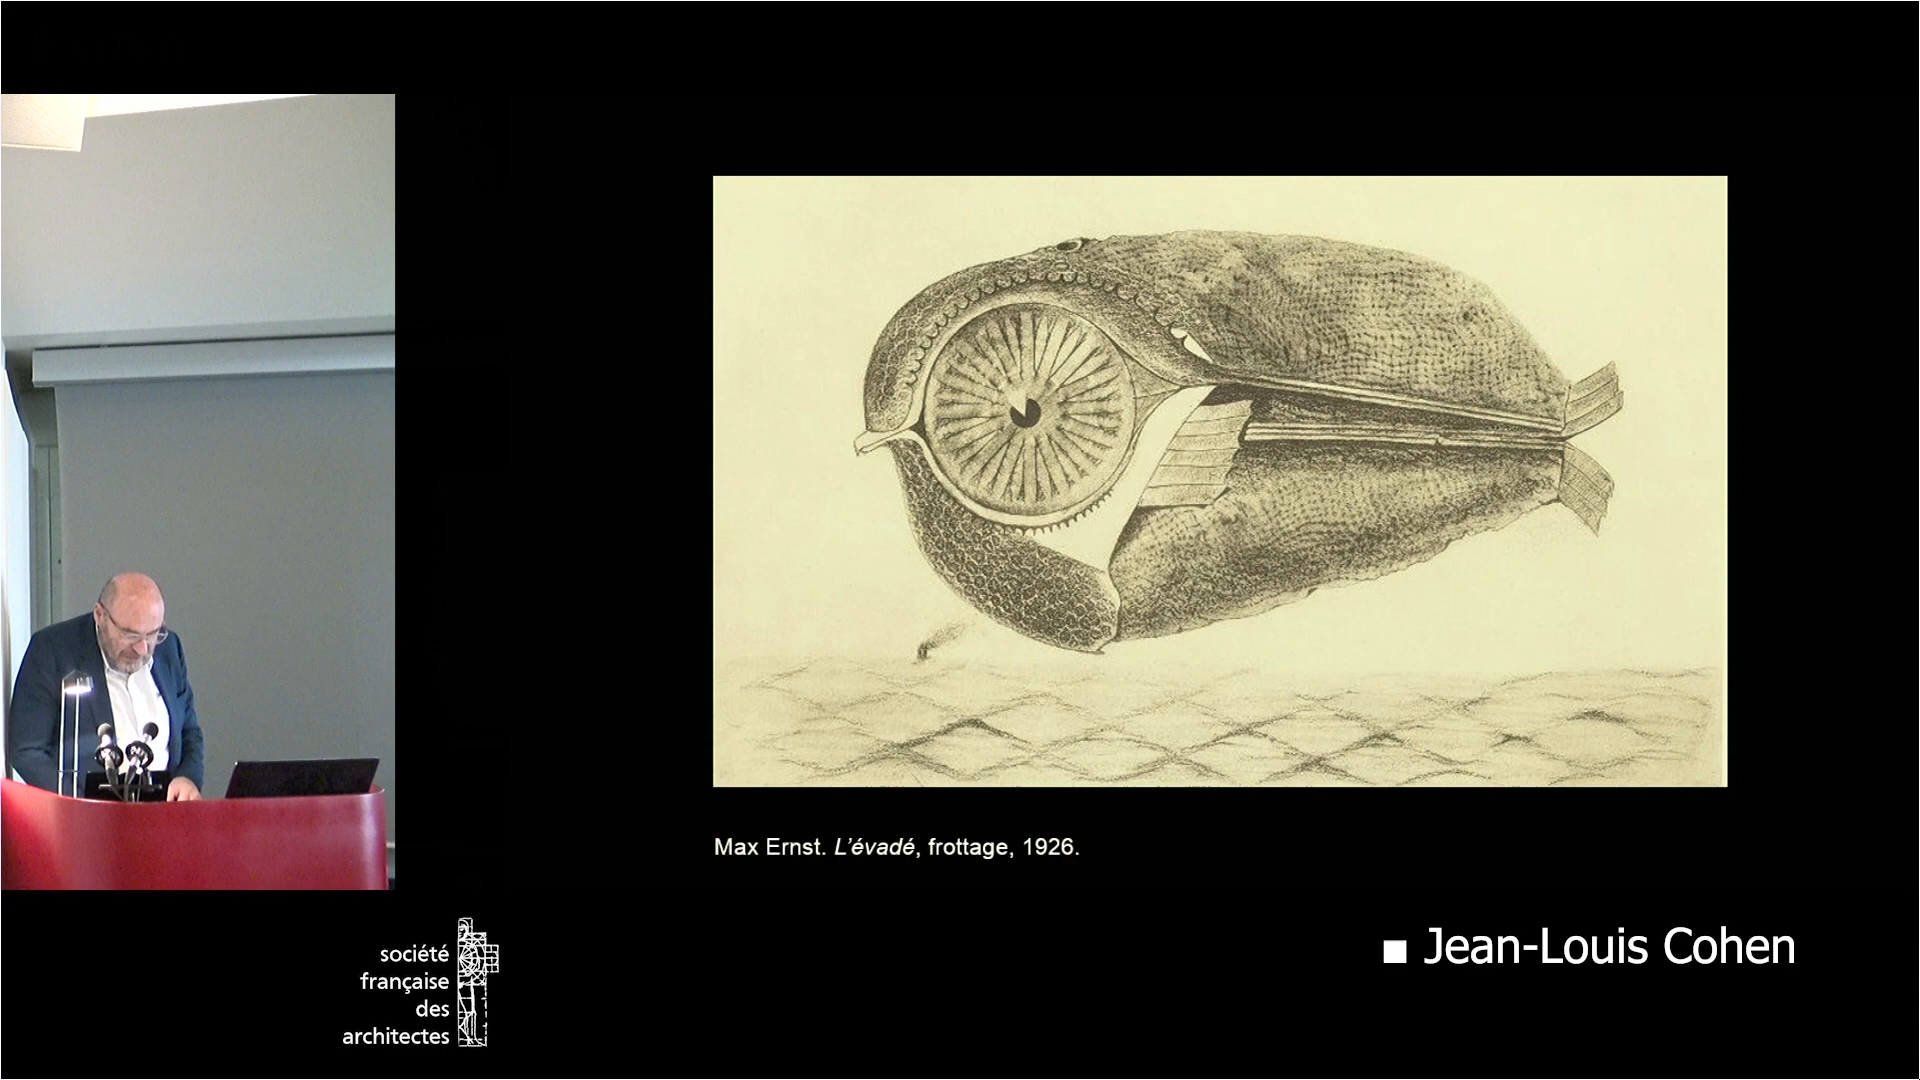 Max Ernst. L'évadé, frottage, 1926.
■ Jean-Louis Cohen
société
française
des
architectes